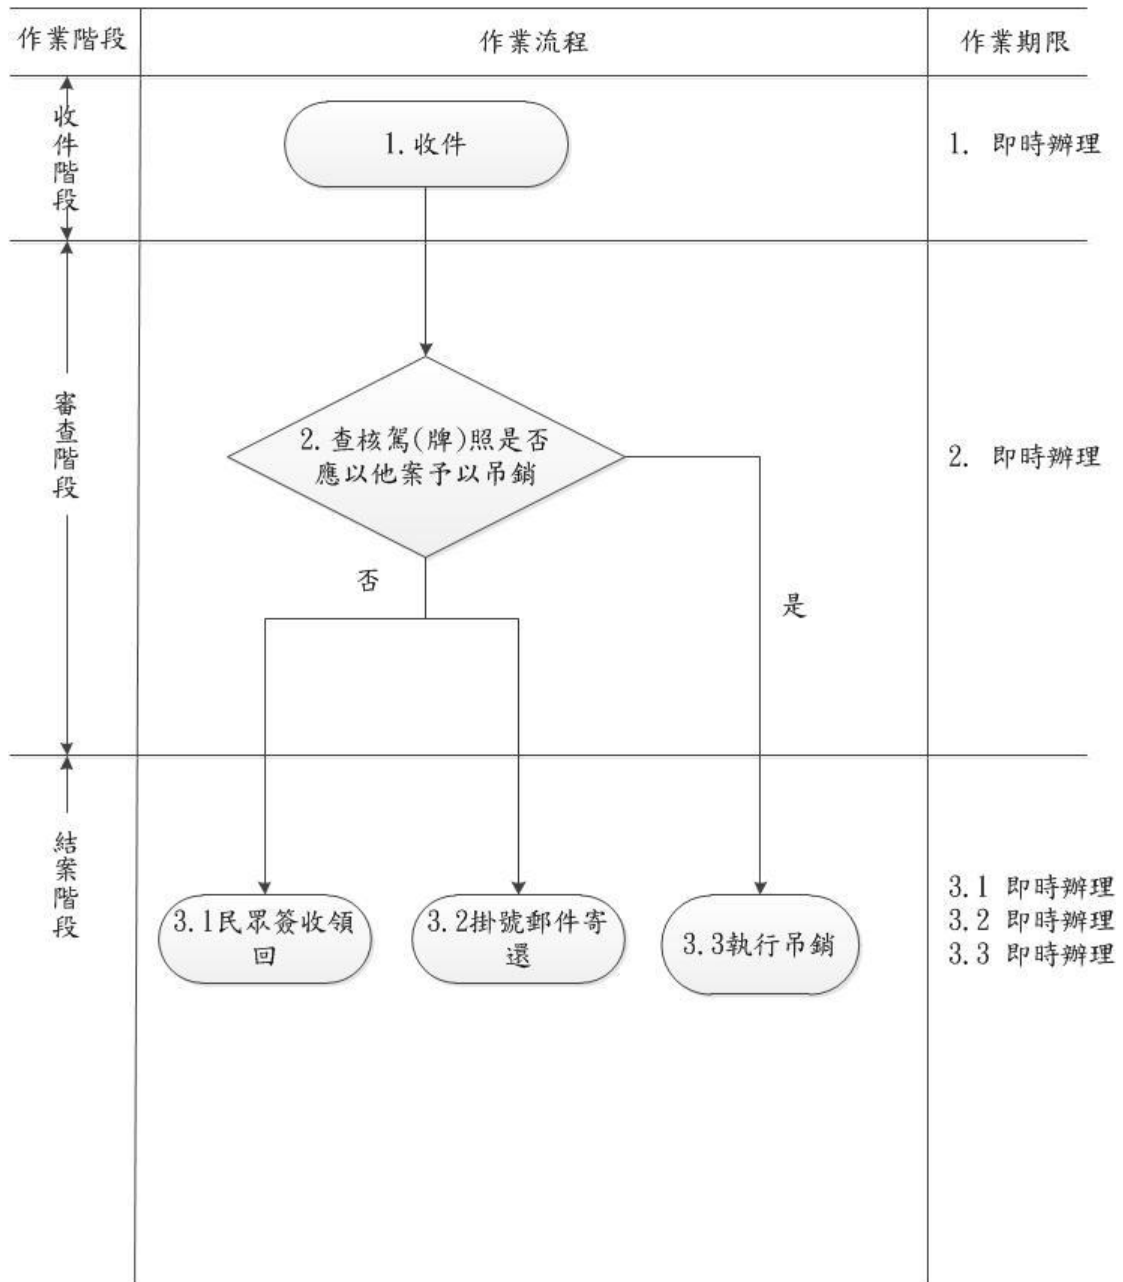 作業階段
作業流程
作業期限
收件階段
1.收件
1. 即時辦理
審查階段
2.查核駕(牌)照是否
應以他案予以吊銷
2. 即時辦理
否
是
結案階段
3.1民眾簽收領
回
3.2掛號郵件寄
還
3.3執行吊銷
3.1 即時辦理
3.2 即時辦理
3.3 即時辦理